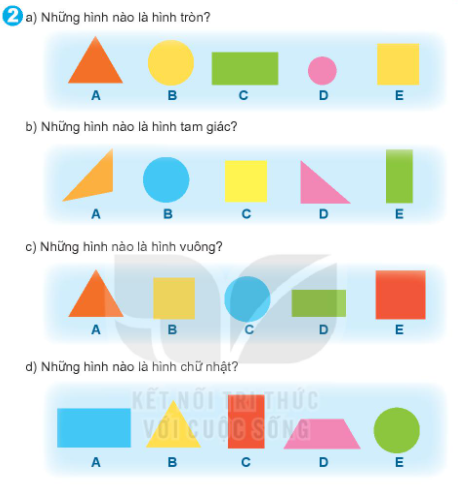 2 a) Những hình nào là hình tròn?
A B C D E
b) Những hình nào là hình tam giác?
A B C D E
c) Những hình nào là hình vuông?
A B C D E
d) Những hình nào là hình chữ nhật?
KẾT NỐI TRI THỨC
VỚI CUỘC SỐNG
A B C D E